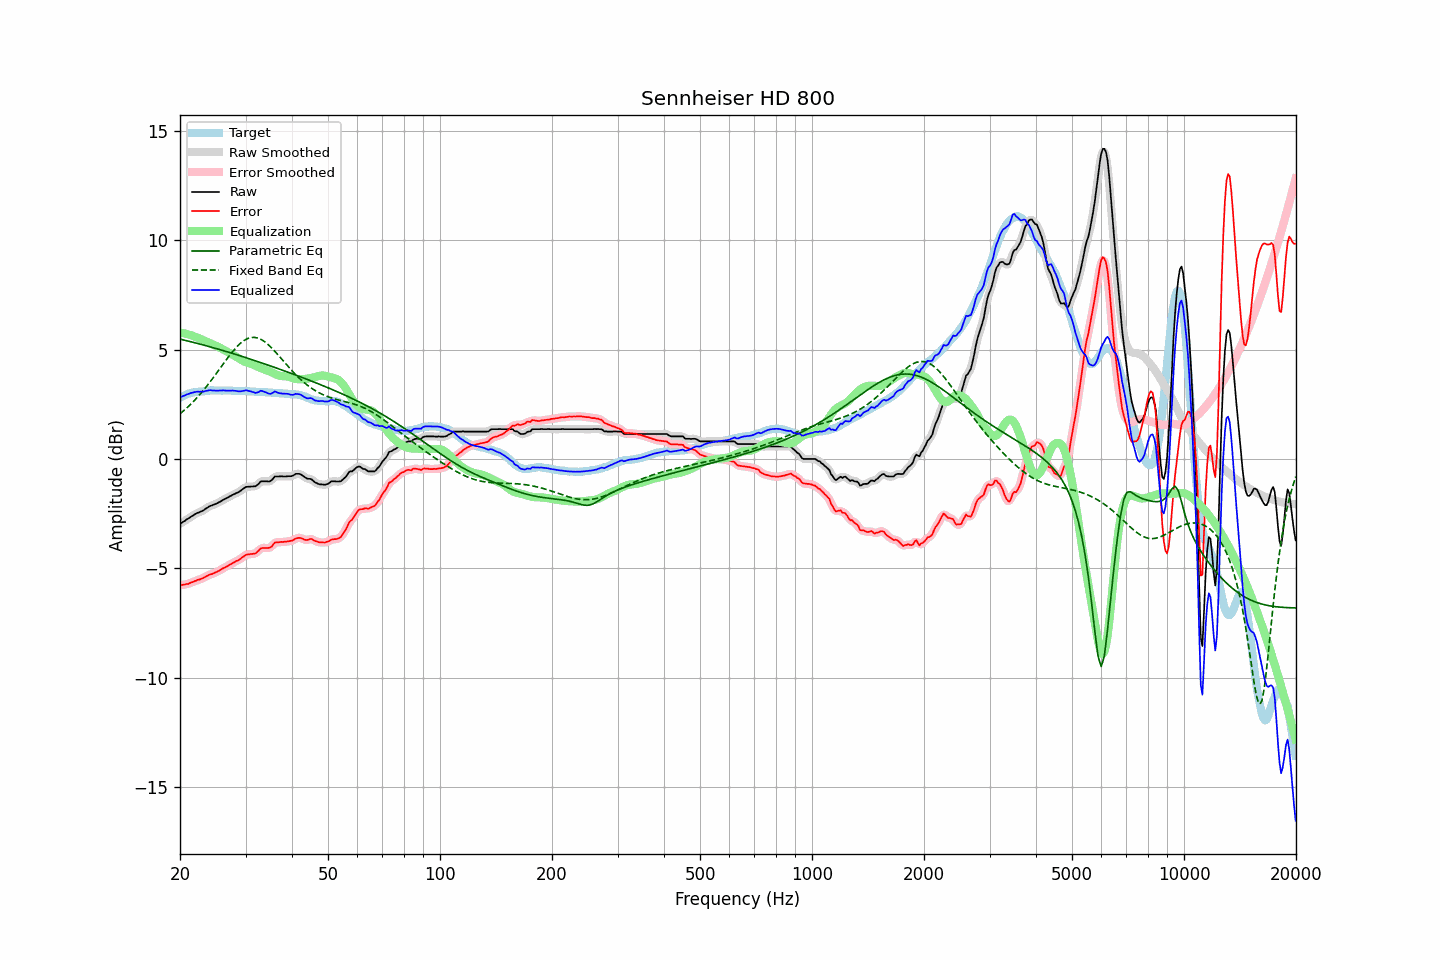 Sennheiser HD 800
Amplitude (dBr)
15
10
5
0
−5
−10
−15
Target
Raw Smoothed
Error Smoothed
Raw
Error
Equalization
Parametric Eq
Fixed Band Eq
Equalized
20 50 100 200 500 1000 2000 5000 10000 20000
Frequency (Hz)